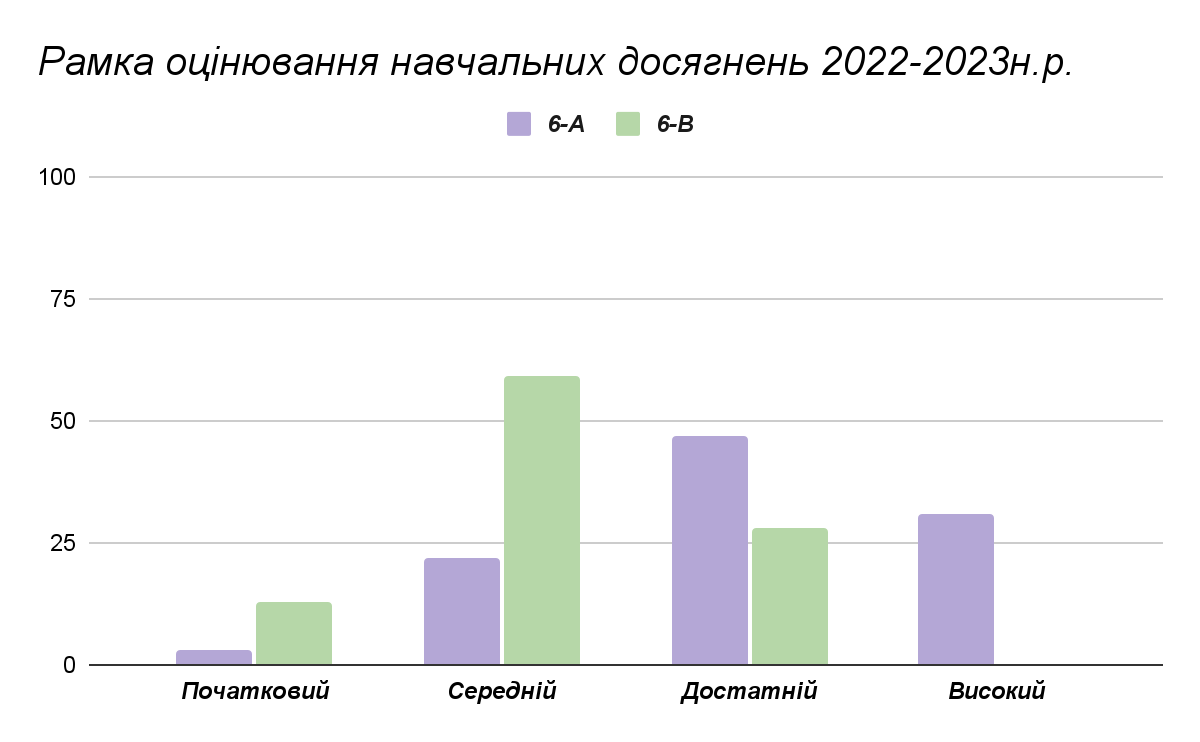 Рамка оцінювання навчальних досягнень 2022-2023н.р.
6-А 6-В
100
75
50
25
0
Початковий Середній Достатній Високий